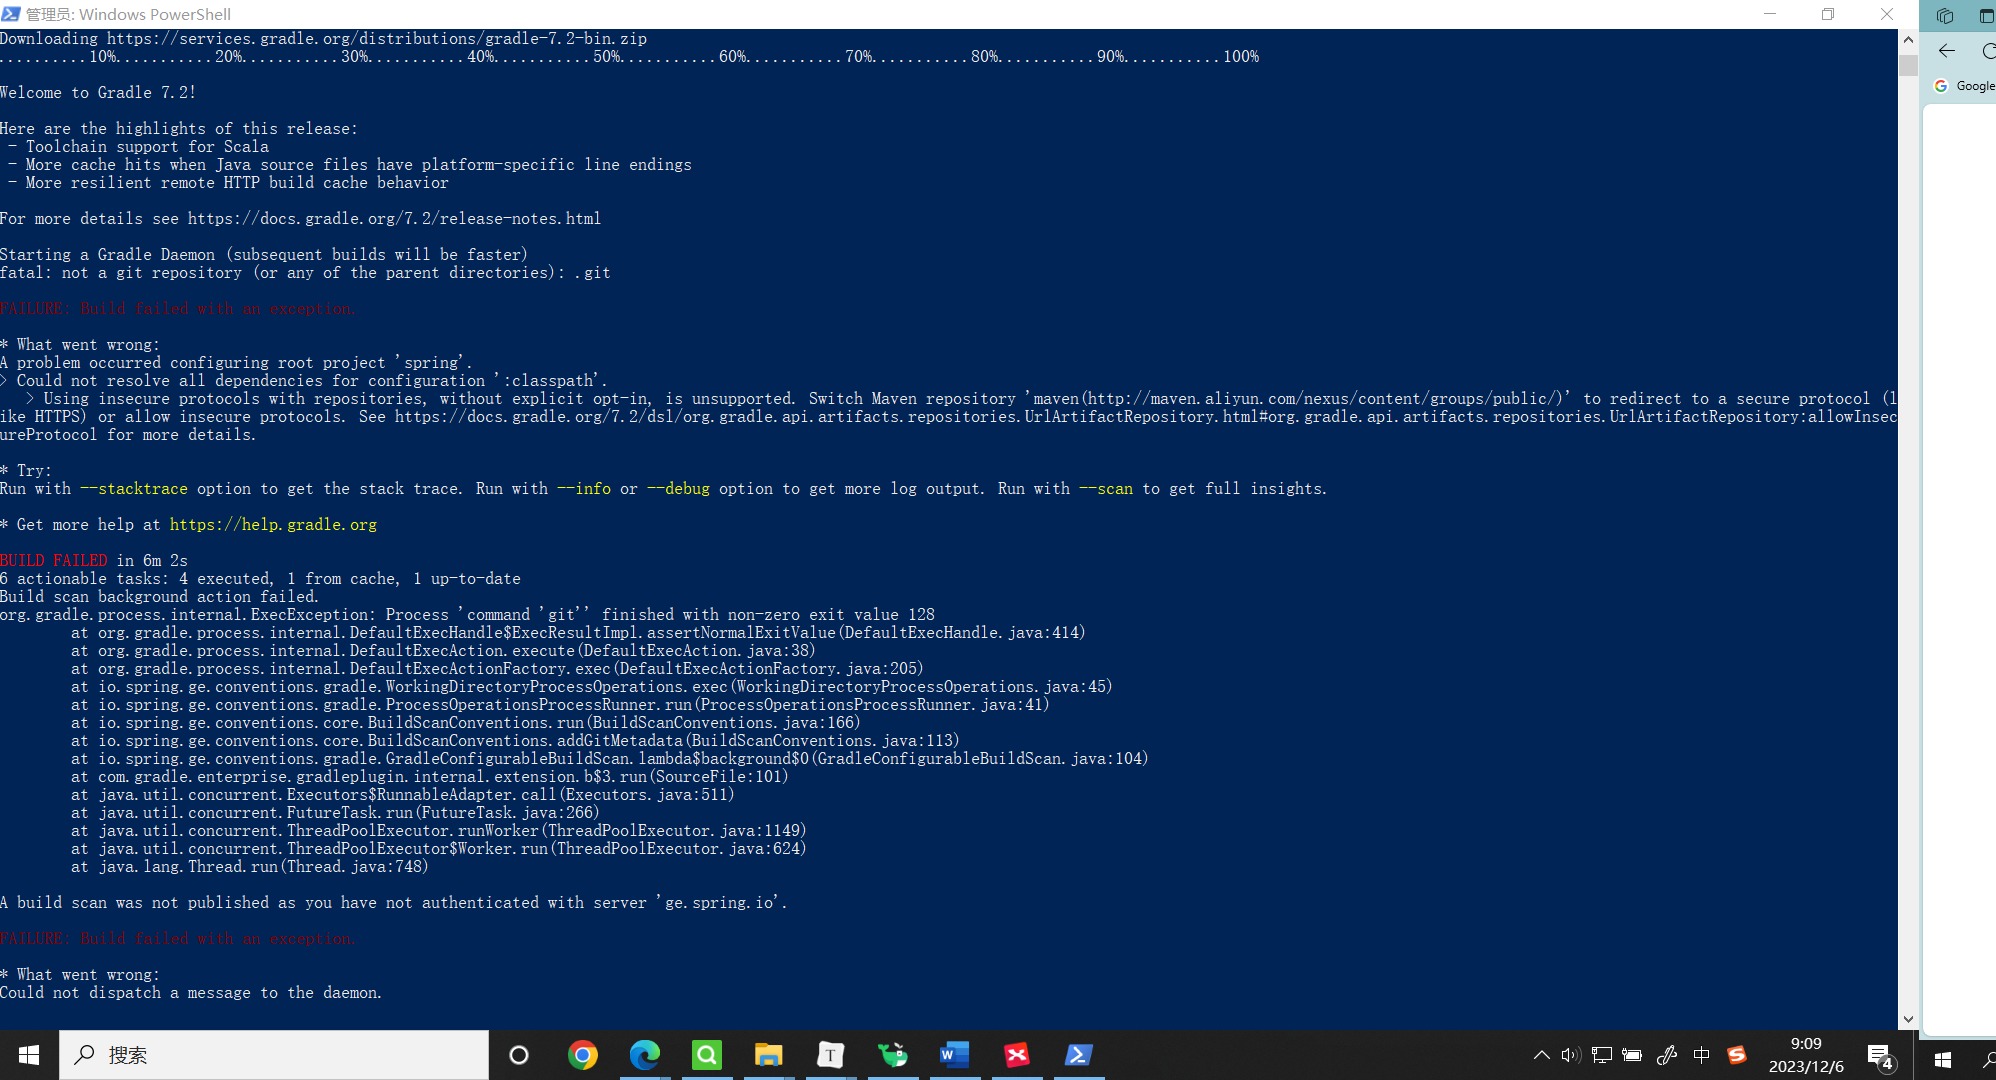 管理员: Windows PowerShell
Downloading https://services.gradle.org/distributions/gradle-7.2-bin.zip
..........10%...........20%...........30%...........40%...........50%...........60%...........70%...........80%...........90%...........100%
Welcome to Gradle 7.2!
Here are the highlights of this release:
- Toolchain support for Scala
- More cache hits when Java source files have platform-specific line endings
- More resilient remote HTTP build cache behavior
For more details see https://docs.gradle.org/7.2/release-notes.html
Starting a Gradle Daemon (subsequent builds will be faster)
fatal: not a git repository (or any of the parent directories): .git
FAILURE: Build failed with an exception.
* What went wrong:
A problem occurred configuring root project 'spring'.
> Could not resolve all dependencies for configuration ':classpath'.
> Using insecure protocols with repositories, without explicit opt-in, is unsupported. Switch Maven repository 'maven(http://maven.aliyun.com/nexus/content/groups/public/)' to redirect to a secure protocol (l
ike HTTPS) or allow insecure protocols. See https://docs.gradle.org/7.2/dsl/org.gradle.api.artifacts.repositories.UrlArtifactRepository.html#org.gradle.api.artifacts.repositories.UrlArtifactRepository:allowInsec
ureProtocol for more details.
* Try:
Run with --stacktrace option to get the stack trace. Run with --info or --debug option to get more log output. Run with --scan to get full insights.
* Get more help at https://help.gradle.org
BUILD FAILED in 6m 2s
6 actionable tasks: 4 executed, 1 from cache, 1 up-to-date
Build scan background action failed.
org.gradle.process.internal.ExecException: Process 'command 'git'' finished with non-zero exit value 128
at org.gradle.process.internal.DefaultExecHandle$ExecResultImpl.assertNormalExitValue(DefaultExecHandle.java:414)
at org.gradle.process.internal.DefaultExecAction.execute(DefaultExecAction.java:38)
at org.gradle.process.internal.DefaultExecActionFactory.exec(DefaultExecActionFactory.java:205)
at io.spring.ge.conventions.gradle.WorkingDirectoryProcessOperations.exec(WorkingDirectoryProcessOperations.java:45)
at io.spring.ge.conventions.gradle.ProcessOperationsProcessRunner.run(ProcessOperationsProcessRunner.java:41)
at io.spring.ge.conventions.core.BuildScanConventions.run(BuildScanConventions.java:166)
at io.spring.ge.conventions.core.BuildScanConventions.addGitMetadata(BuildScanConventions.java:113)
at io.spring.ge.conventions.gradle.GradleConfigurableBuildScan.lambda$background$0(GradleConfigurableBuildScan.java:104)
at com.gradle.enterprise.gradleplugin.internal.extension.b$3.run(SourceFile:101)
at java.util.concurrent.Executors$RunnableAdapter.call(Executors.java:511)
at java.util.concurrent.FutureTask.run(FutureTask.java:266)
at java.util.concurrent.ThreadPoolExecutor.runWorker(ThreadPoolExecutor.java:1149)
at java.util.concurrent.ThreadPoolExecutor$Worker.run(ThreadPoolExecutor.java:624)
at java.lang.Thread.run(Thread.java:748)
A build scan was not published as you have not authenticated with server 'ge.spring.io'.
FAILURE: Build failed with an exception.
* What went wrong:
Could not dispatch a message to the daemon.
Google
搜索
T
W
中
9:09
2023/12/6
4